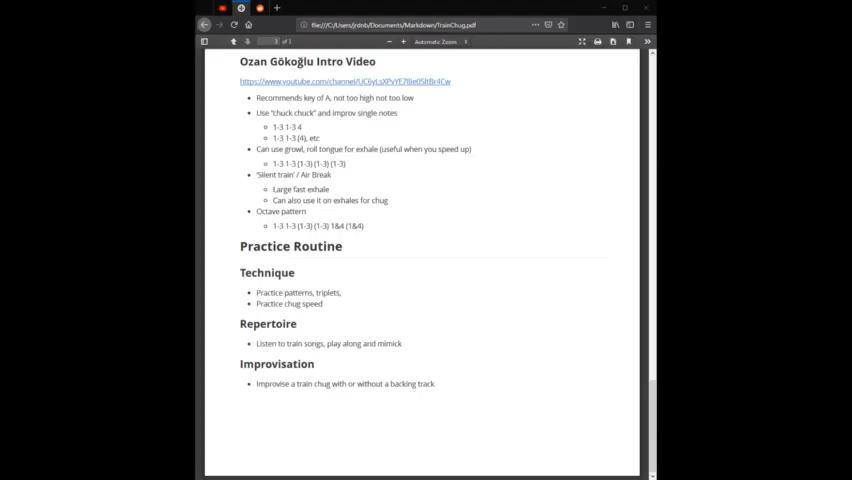 file:///C:/Users/jrdnb/Documents/Markdown/TrainChug.pdf
3 of 3
Automatic Zoom
Ozan Gökoğlu Intro Video
• Recommends key of A, not too high not too low
• Use “chuck chuck” and improv single notes
○ 1-3 1-3 4
○ 1-3 1-3 (4), etc
• Can use growl, roll tongue for exhale (useful when you speed up)
○ 1-3 1-3 (1-3) (1-3) (1-3)
• 'Silent train' / Air Break
○ Large fast exhale
○ Can also use it on exhales for chug
• Octave pattern
○ 1-3 1-3 (1-3) (1-3) 1&4 (1&4)
Practice Routine
Technique
• Practice patterns, triplets,
• Practice chug speed
Repertoire
• Listen to train songs, play along and mimick
Improvisation
• Improvise a train chug with or without a backing track